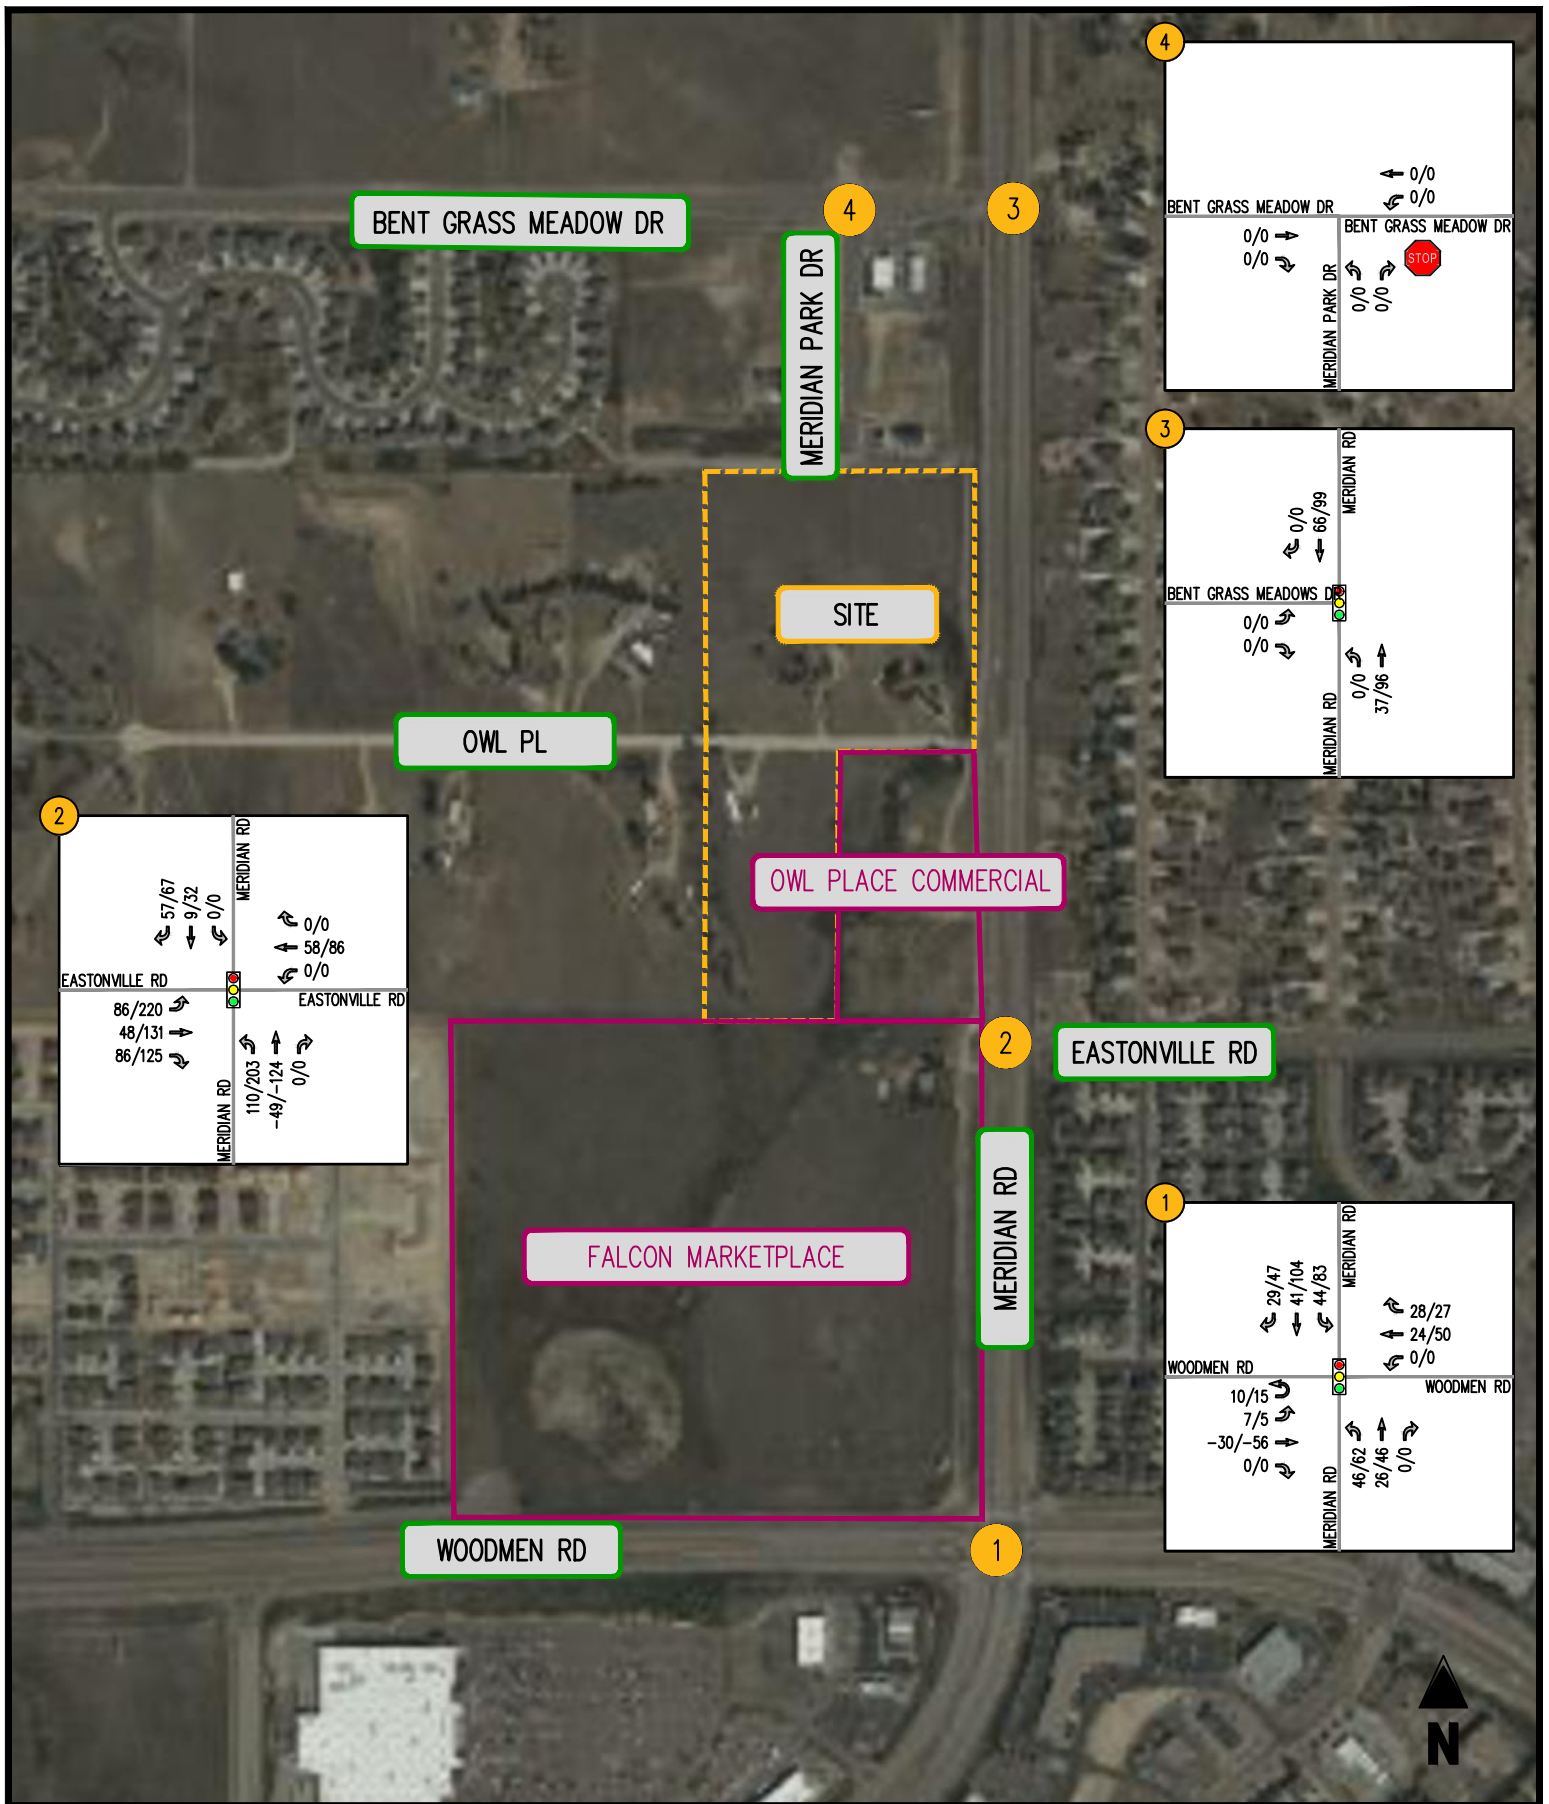 4
0/0
0/0
BENT GRASS MEADOW DR
BENT GRASS MEADOW DR
0/0
0/0
STOP
0/0
0/0
MERIDIAN PARK DR
BENT GRASS MEADOW DR
4
3
MERIDIAN PARK DR
3
MERIDIAN RD
0/0
66/99
BENT GRASS MEADOWS DR
0/0
0/0
0/0
37/96
MERIDIAN RD
SITE
OWL PL
OWL PLACE COMMERCIAL
2
MERIDIAN RD
57/67
9/32
0/0
0/0
58/86
0/0
EASTONVILLE RD
EASTONVILLE RD
86/220
48/131
86/125
110/203
-49/-124
0/0
MERIDIAN RD
2
EASTONVILLE RD
MERIDIAN RD
FALCON MARKETPLACE
1
MERIDIAN RD
29/47
41/104
44/83
28/27
24/50
0/0
WOODMEN RD
WOODMEN RD
10/15
7/5
-30/-56
0/0
46/62
26/46
0/0
MERIDIAN RD
WOODMEN RD
1
N